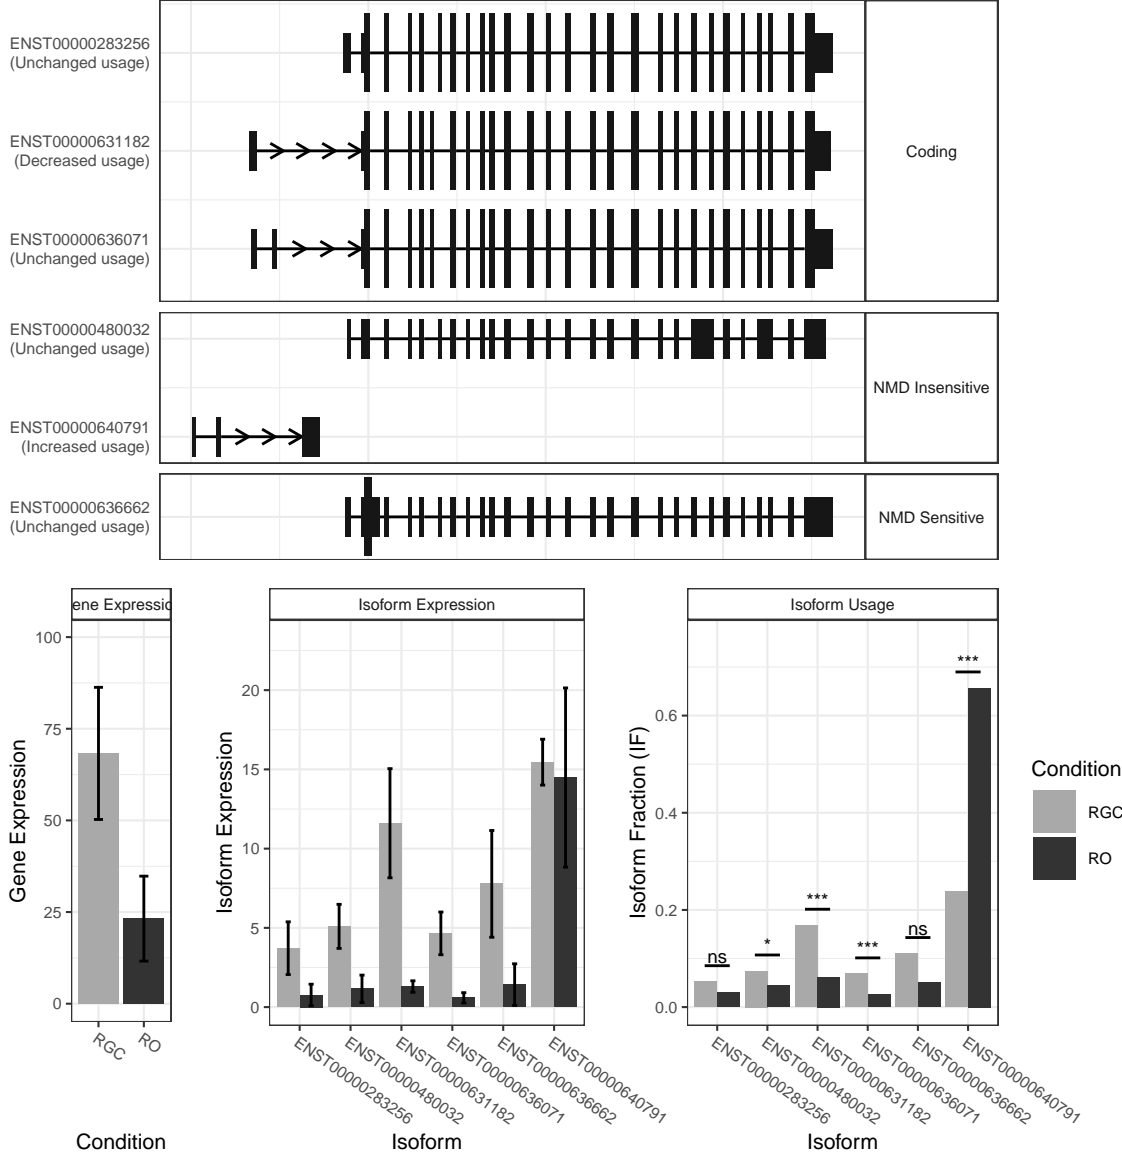 ENST00000283256
(Unchanged usage)
ENST00000631182
(Decreased usage)
Coding
ENST00000636071
(Unchanged usage)
ENST00000480032
(Unchanged usage)
NMD Insensitive
ENST00000640791
(Increased usage)
ENST00000636662
(Unchanged usage)
NMD Sensitive
ene Expressio
Gene Expression
100
75
50
25
0
RGC
RO
Condition
Isoform Expression
Isoform Expression
20
15
10
5
0
ENST00000283256
ENST00000480032
ENST00000631182
ENST00000636071
ENST00000636662
ENST00000640791
Isoform
Isoform Usage
Isoform Fraction (IF)
0.6
0.4
0.2
0.0
ns
*
***
***
ns
***
ENST00000283256
ENST00000480032
ENST00000631182
ENST00000636071
ENST00000636662
ENST00000640791
Isoform
Condition
RGC
RO